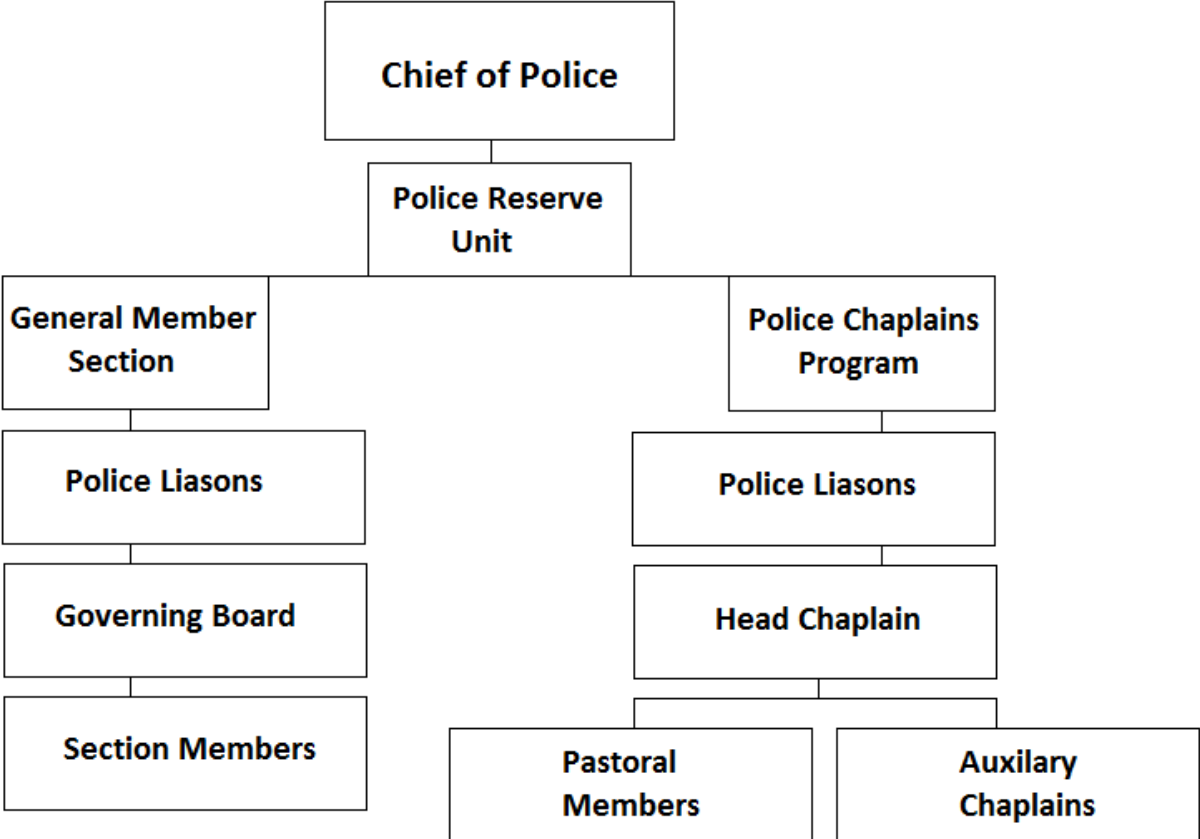 Chief of Police
Police Reserve
Unit
General Member
Section
Police Chaplains
Program
Police Liasons
Police Liasons
Governing Board
Head Chaplain
Section Members
Pastoral
Members
Auxilary
Chaplains